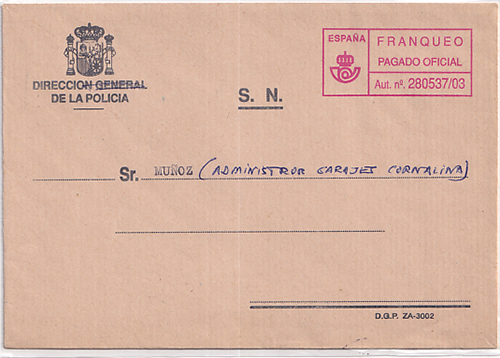 DIRECCION GENERAL
DE LA POLICIA
S. N.
ESPAÑA
FRANQUEO
PAGADO OFICIAL
Aut. nº. 280537/03
Sr. MUÑOZ (ADMINISTROR GARAJES CORNALINA)
D.G.P. ZA-3002